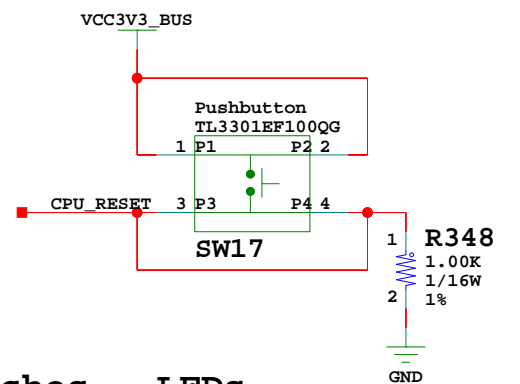 VCC3V3_BUS
Pushbutton
TL3301EF100QG
1 P1 P2 2
CPU_RESET 3 P3 P4 4
SW17
1 R348
1.00K
1/16W
2 1%
GND
LEDs